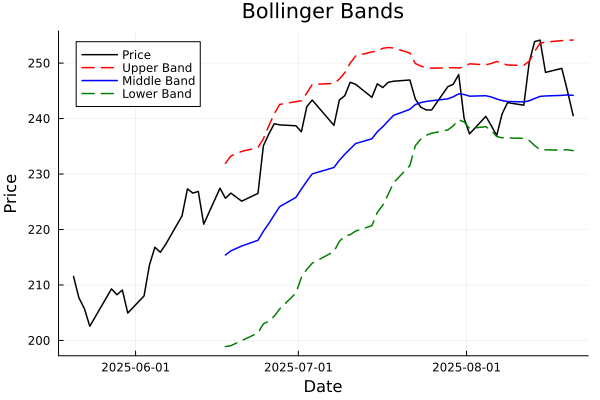 Bollinger Bands
Price
Upper Band
Middle Band
Lower Band
250
240
230
220
210
200
Price
2025-06-01
2025-07-01
2025-08-01
Date